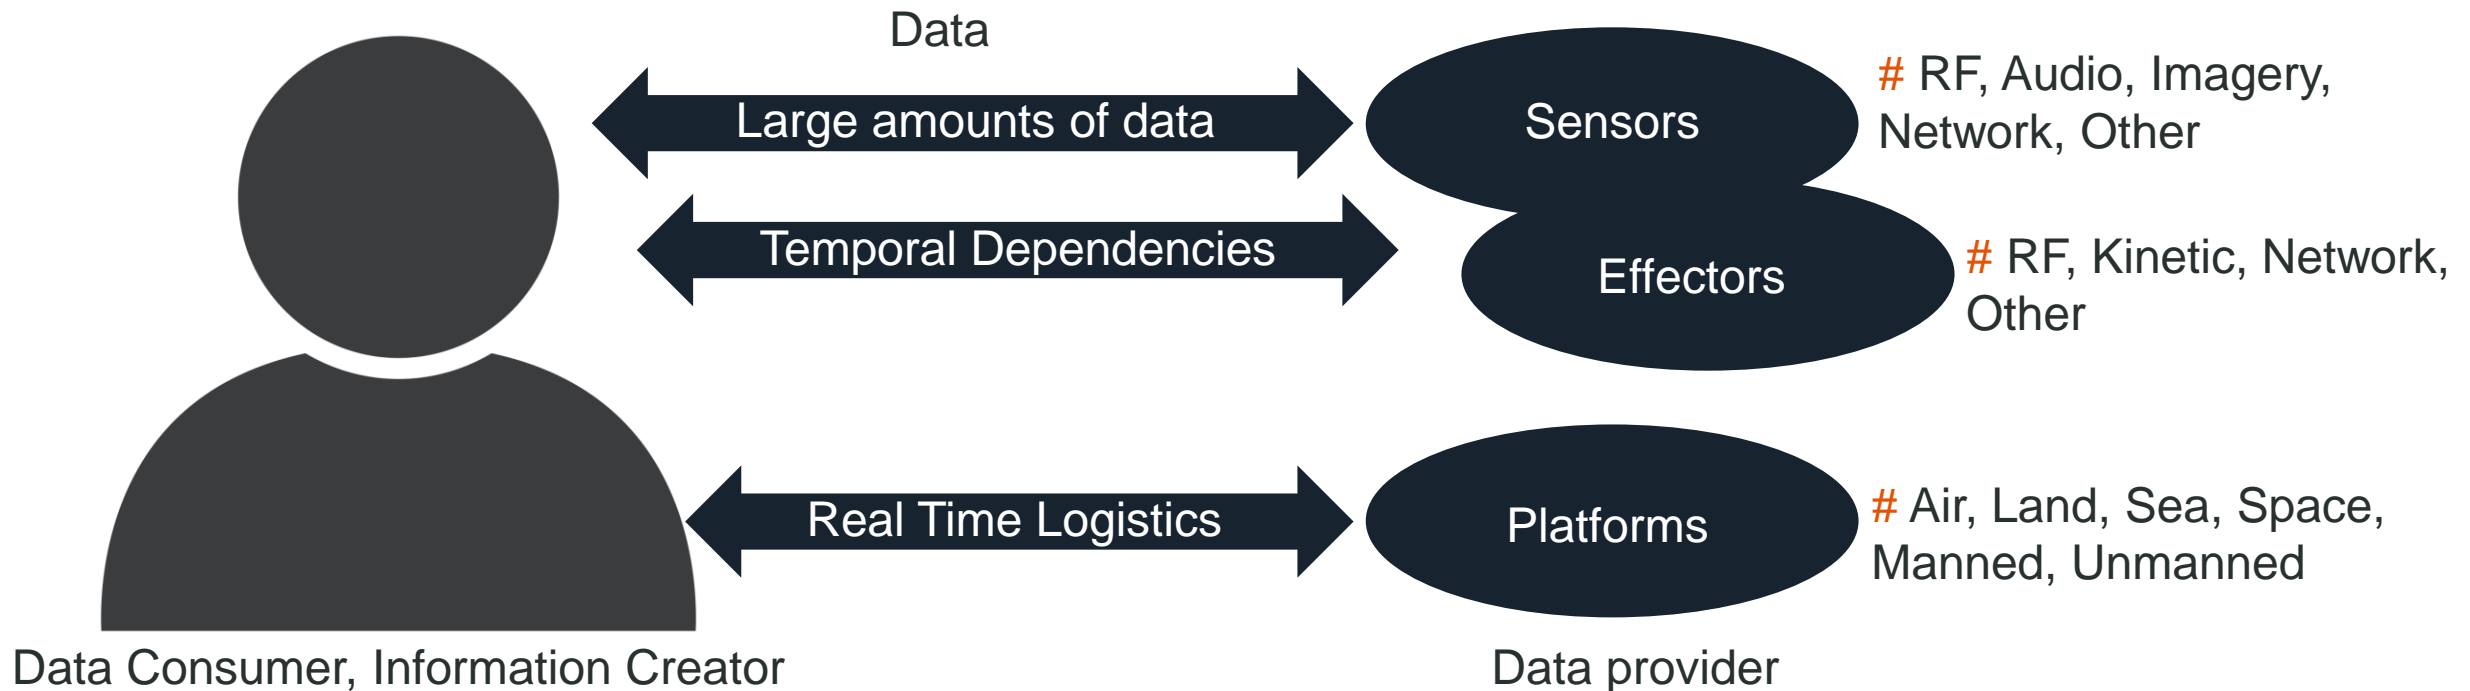 Data
Large amounts of data
Sensors
# RF, Audio, Imagery,
Network, Other
Temporal Dependencies
Effectors
# RF, Kinetic, Network,
Other
Real Time Logistics
Platforms
# Air, Land, Sea, Space,
Manned, Unmanned
Data Consumer, Information Creator
Data provider